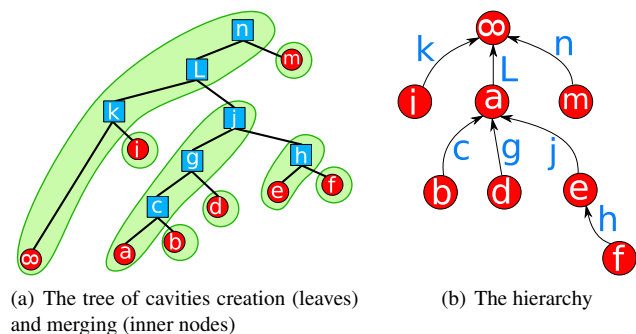 n
m
L
k
i
j
g
h
e
f
c
d
a
b
∞
(a) The tree of cavities creation (leaves)
and merging (inner nodes)
∞
k
n
L
i
a
m
c
g
j
b
d
e
h
f
(b) The hierarchy